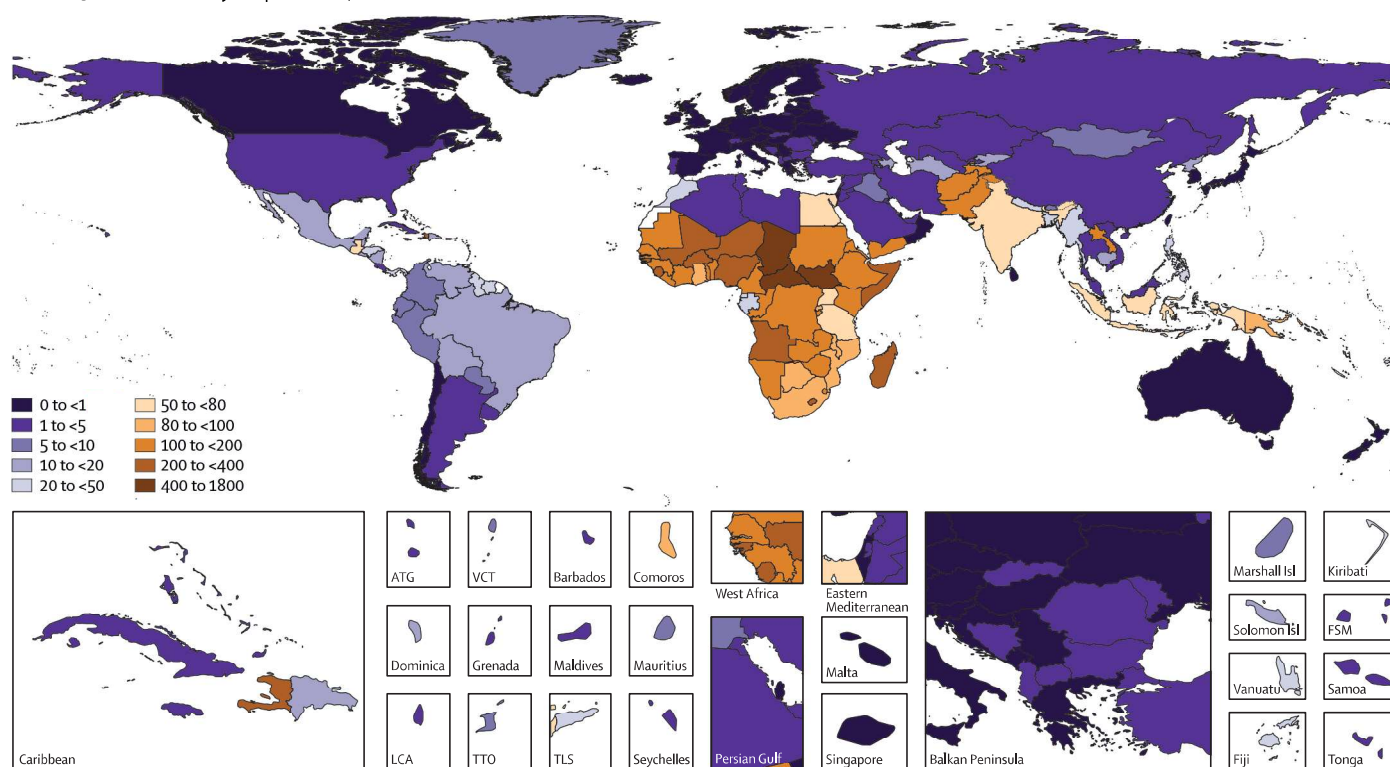 0 to <1
1 to <5
5 to <10
10 to <20
20 to <50
50 to <80
80 to <100
100 to <200
200 to <400
400 to 1800
Caribbean
ATG
VCT
Barbados
Comoros
West Africa
Eastern
Mediterranean
Dominica
Grenada
Maldives
Mauritius
Malta
LCA
TTO
TLS
Seychelles
Persian Gulf
Singapore
Balkan Peninsula
Marshall Isl
Kiribati
Solomon Isl
FSM
Vanuatu
Samoa
Fiji
Tonga